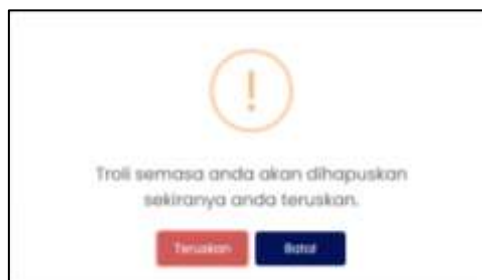 !
Troli semasa anda akan dihapuskan
sekiranya anda teruskan.
Teruskan Batal